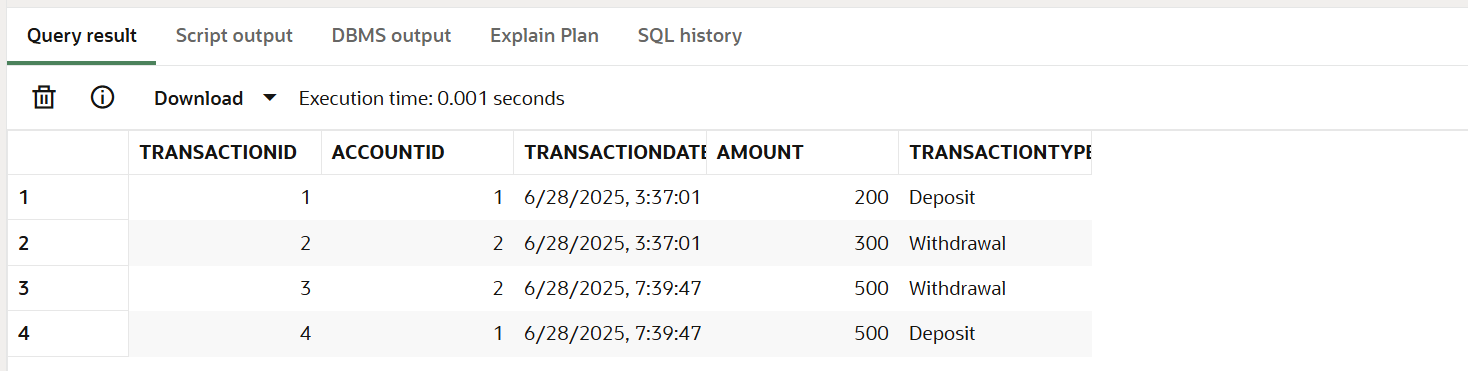 Query result Script output DBMS output Explain Plan SQL history
Download Execution time: 0.001 seconds
TRANSACTIONID ACCOUNTID TRANSACTIONDATE AMOUNT TRANSACTIONTYPE
1 1 1 6/28/2025, 3:37:01 200 Deposit
2 2 2 6/28/2025, 3:37:01 300 Withdrawal
3 3 2 6/28/2025, 7:39:47 500 Withdrawal
4 4 1 6/28/2025, 7:39:47 500 Deposit